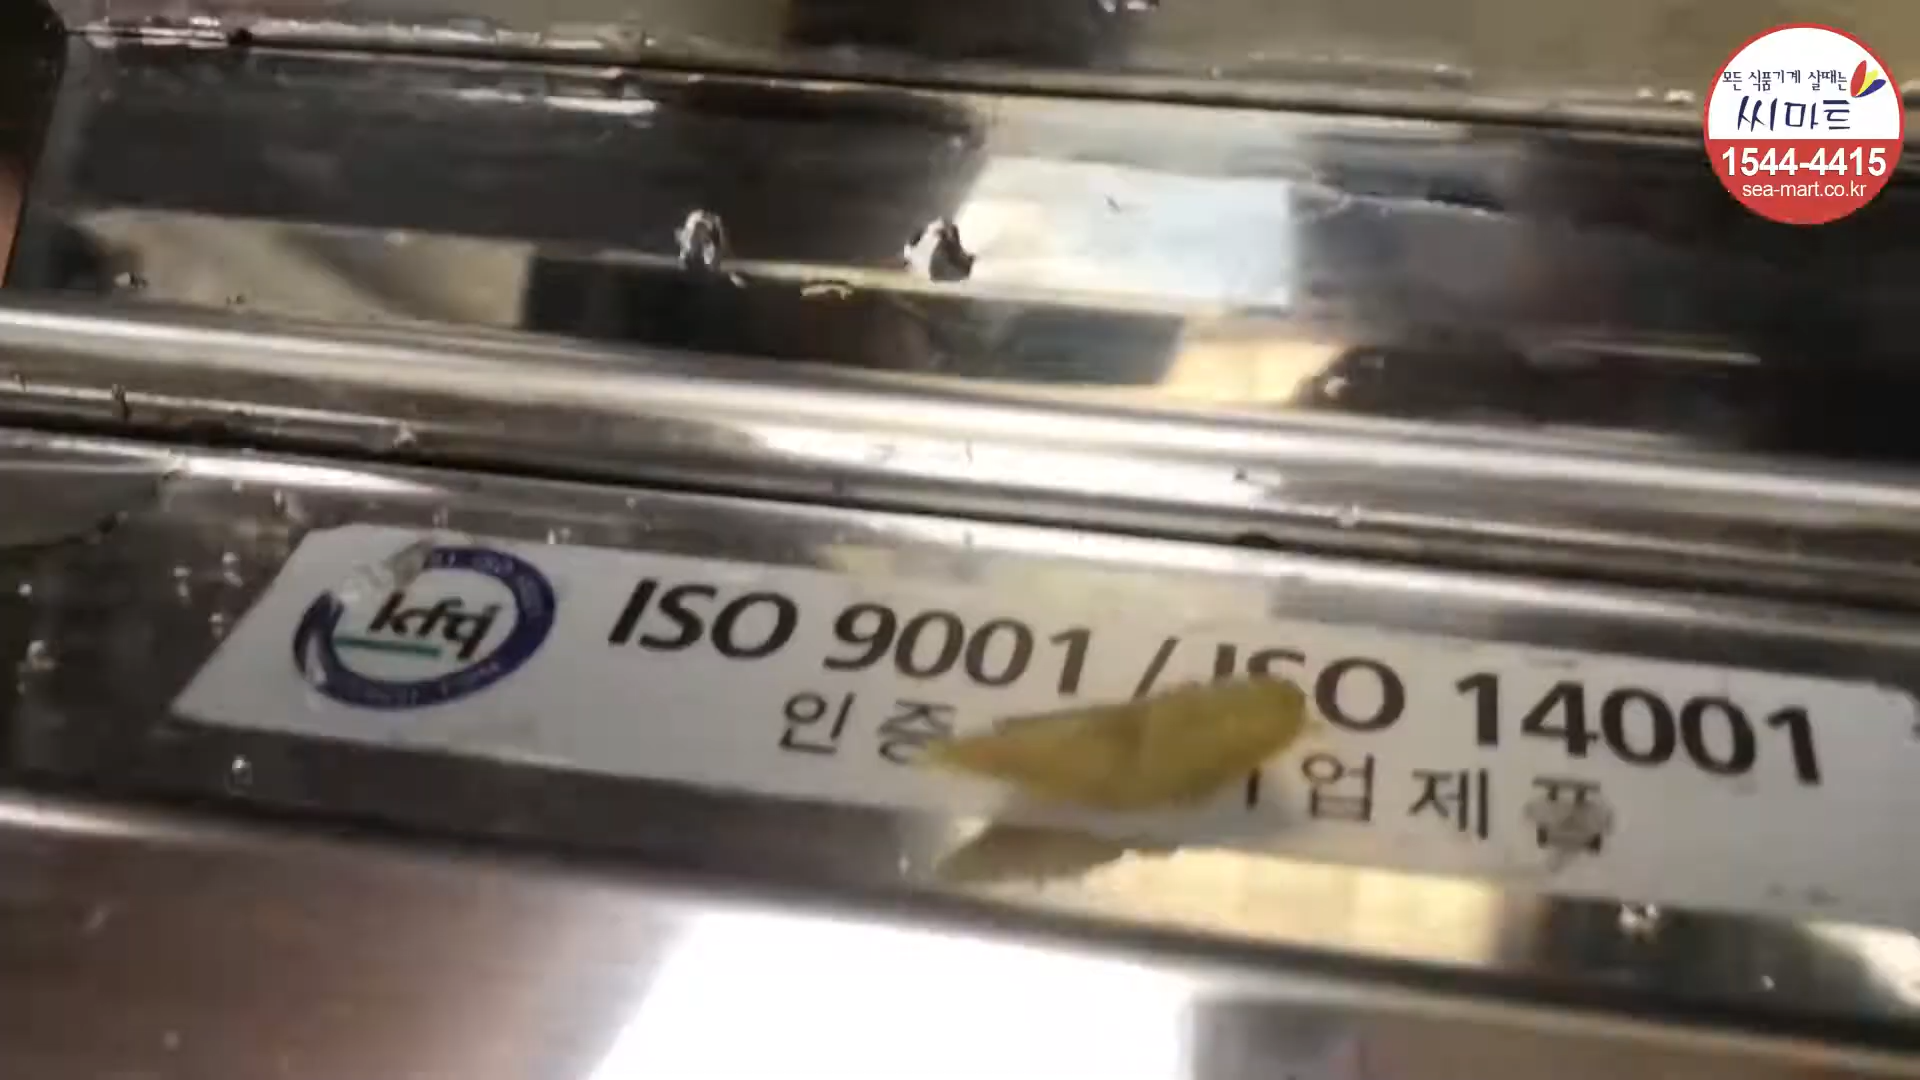 모든 식품기계 살때는
씨마트
1544-4415
sea-mart.co.kr
kfq
ISO 9001 / ISO 14001
인증 업제품